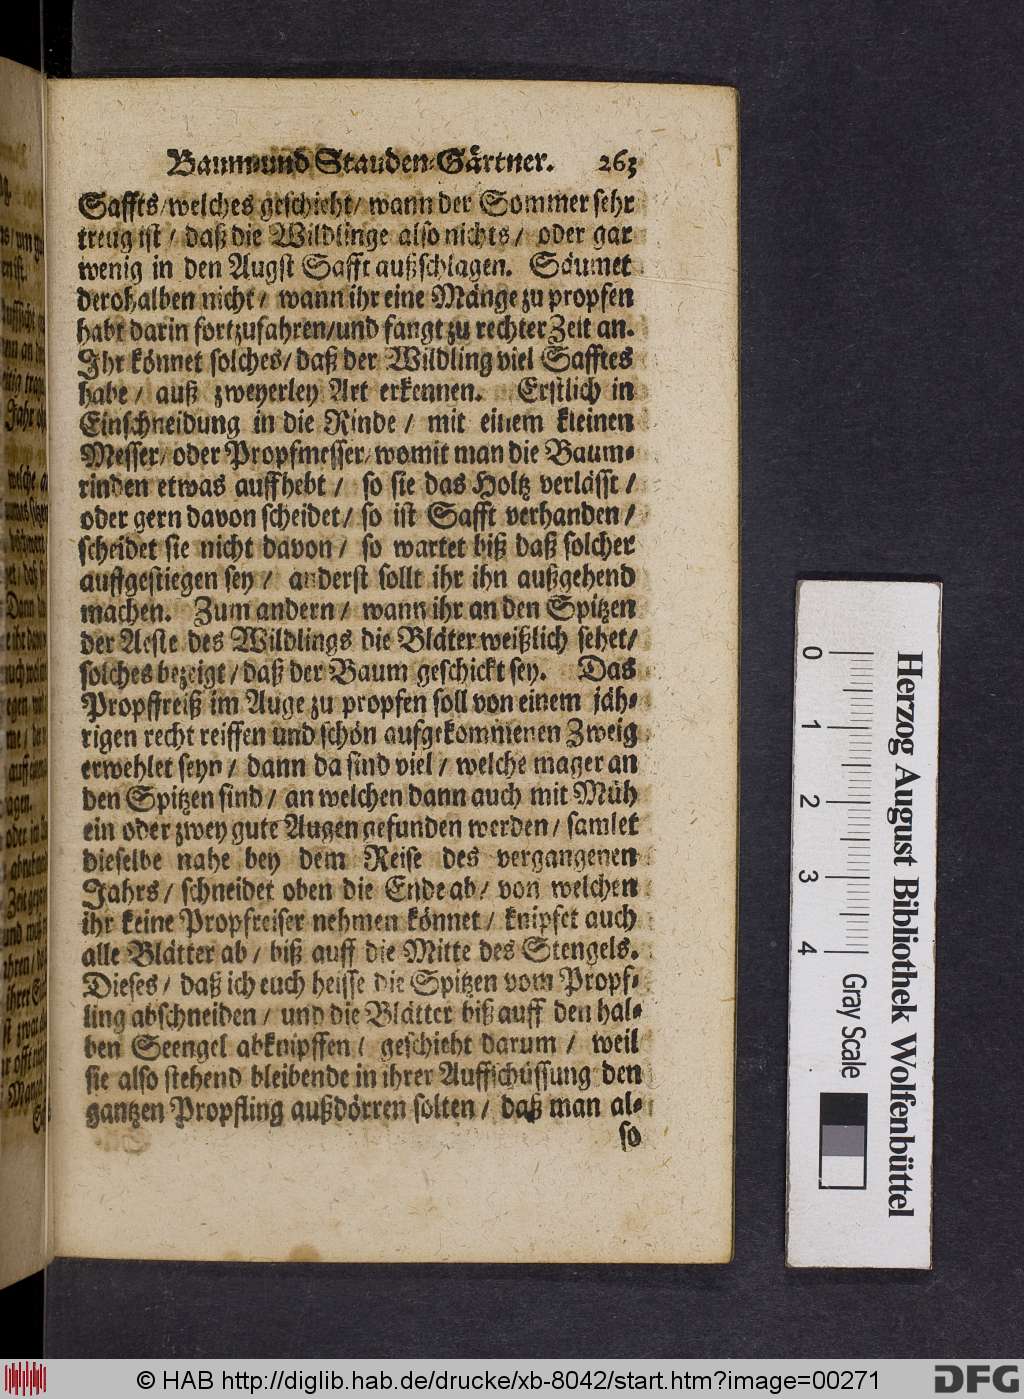 Baum-und Stauden-Gärtner. 263
Saffts/welches geschieht/ wann der Sommer sehr
treug ist / daß die Wildlinge also nichts / oder gar
wenig in den Augst Safft außschlagen. Säumet
derohalben nicht / wann ihr eine Mänge zu propfen
habt darin fortzufahren/und fangt zu rechter Zeit an.
Ihr könnet solches/ daß der Wildling viel Safftes
habe / auß zweyerley Art erkennen. Erstlich in
Einschneidung in die Rinde / mit einem kleinen
Messer/ oder Propfmesser/womit man die Baum-
rinden etwas auffhebt / so sie das Holtz verlässt /
oder gern davon scheidet / so ist Safft verhanden /
scheidet sie nicht davon / so wartet biß daß solcher
auffgestiegen sey / anderst sollt ihr ihn außgehend
machen. Zum andern / wann ihr an den Spitzen
der Aeste des Wildlings die Bläter weißlich sehet/
solches bezeigt / daß der Baum geschickt sey. Das
Propffreiß im Auge zu propfen soll von einem jäh-
rigen recht reiffen und schön aufgekommenen Zweig
erwehlet seyn / dann da sind viel / welche mager an
den Spitzen sind / an welchen dann auch mit Müh
ein oder zwey gute Augen gefunden werden / samlet
dieselbe nahe bey dem Reise des vergangenen
Jahrs / schneidet oben die Ende ab / von welchen
ihr keine Propfreiser nehmen könnet / knipfet auch
alle Blätter ab / biß auff die Mitte des Stengels.
Dieses / daß ich euch heisse die Spitzen vom Propf-
ling abschneiden / und die Blätter biß auff den hal-
ben Seengel abknipffen / geschieht darum / weil
sie also stehend bleibende in ihrer Auffschüssung den
gantzen Propfling außdörren solten / daß man al-
so
0 1 2 3 4
Gray Scale
Herzog August Bibliothek Wolfenbüttel
© HAB http://diglib.hab.de/drucke/xb-8042/start.htm?image=00271
DFG